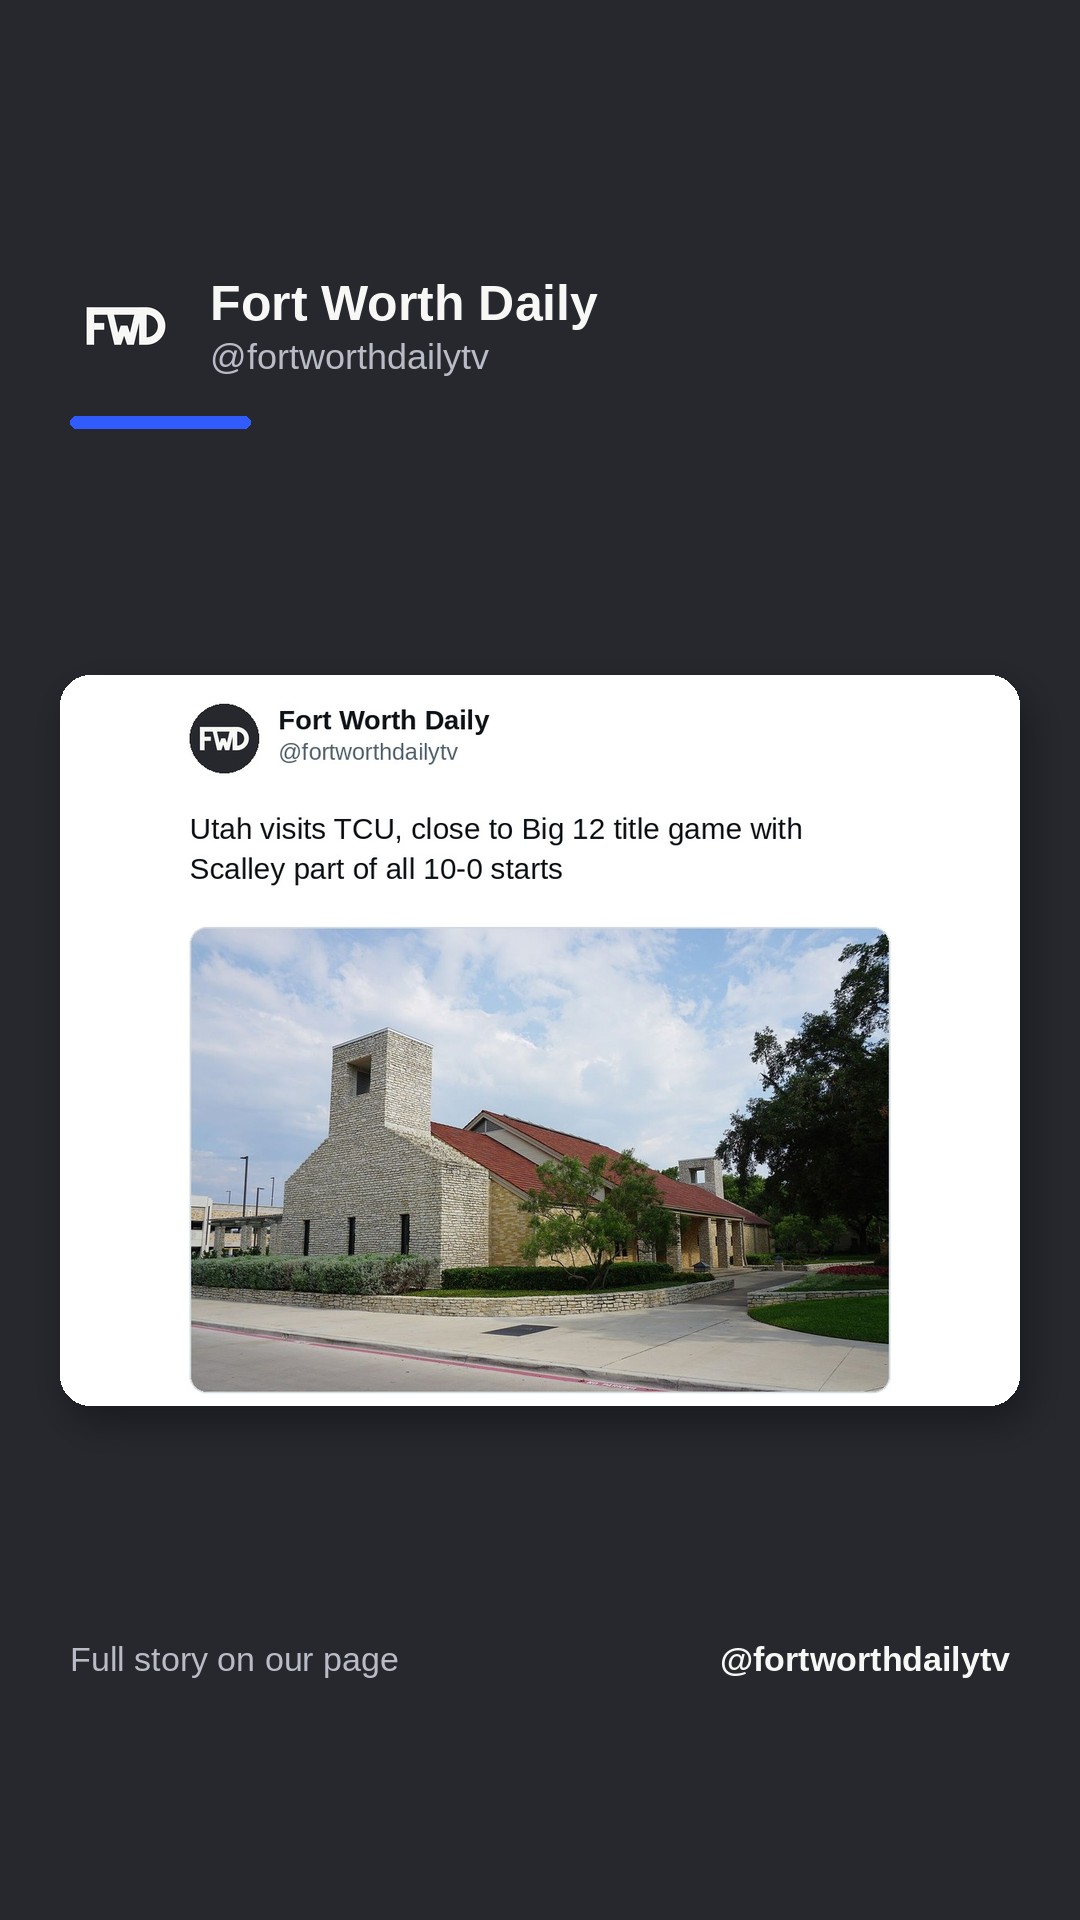 FWD
Fort Worth Daily
@fortworthdailytv
FWD
Fort Worth Daily
@fortworthdailytv
Utah visits TCU, close to Big 12 title game with
Scalley part of all 10-0 starts
Full story on our page
@fortworthdailytv